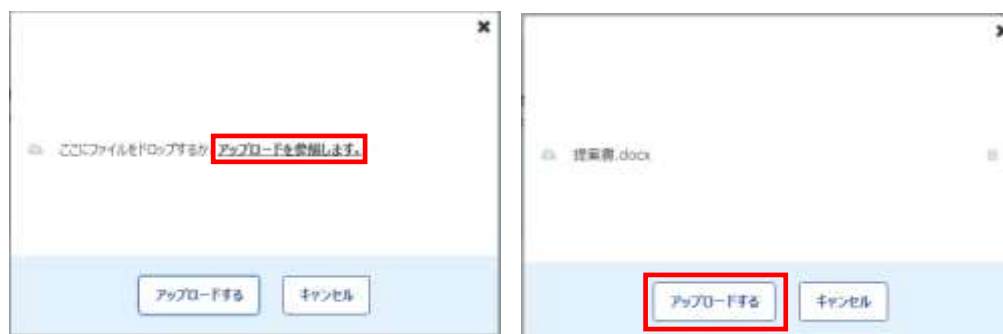 ここにファイルをドロップするか、アップロードを参照します。
アップロードする キャンセル
提案書.docx
アップロードする キャンセル